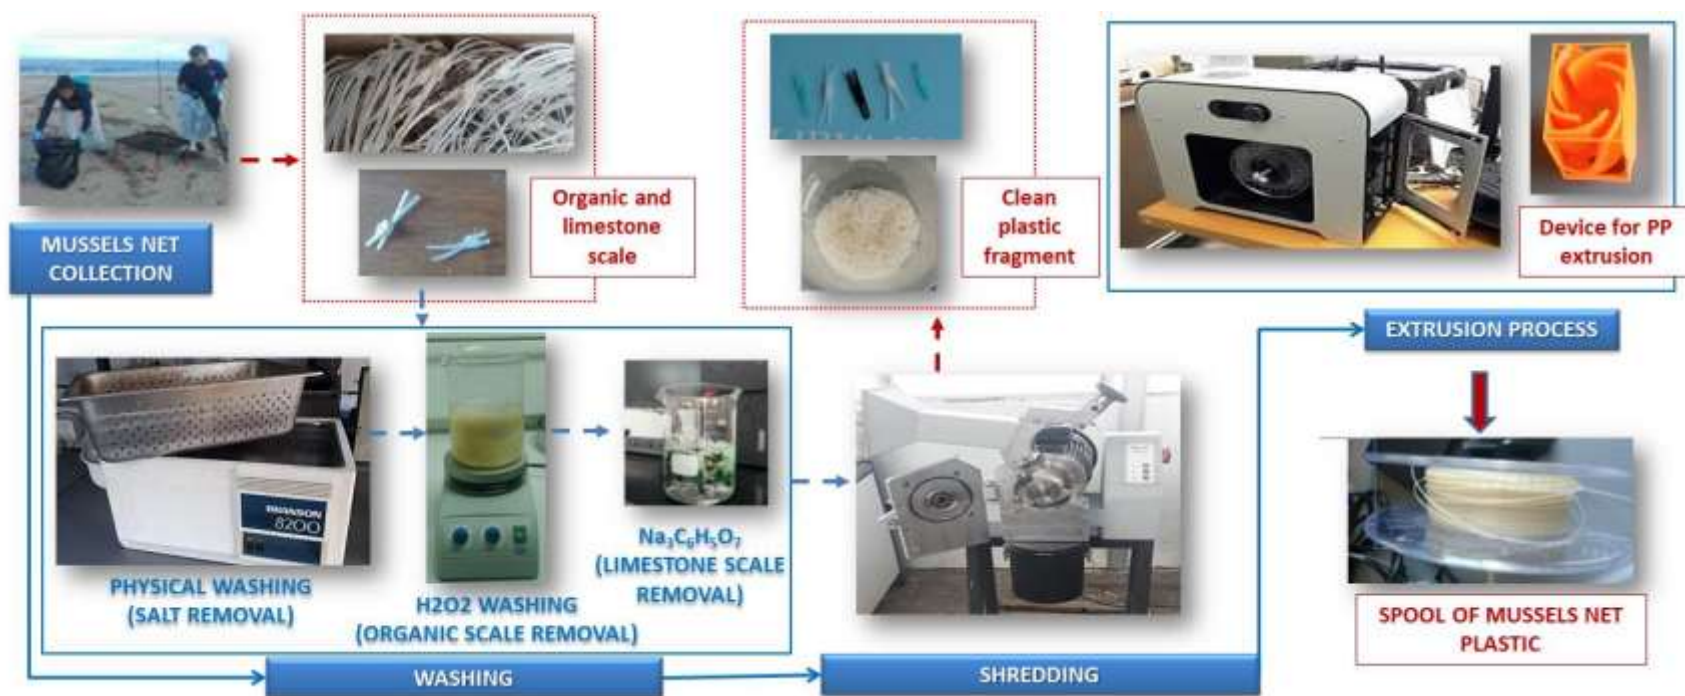 MUSSELS NET
COLLECTION
Organic and
limestone
scale
Clean
plastic
fragment
Device for PP
extrusion
EXTRUSION PROCESS
BRANSON
8200
PHYSICAL WASHING
(SALT REMOVAL)
H2O2 WASHING
(ORGANIC SCALE REMOVAL)
Na₃C₆H₅O₇
(LIMESTONE SCALE
REMOVAL)
SPOOL OF MUSSELS NET
PLASTIC
WASHING
SHREDDING